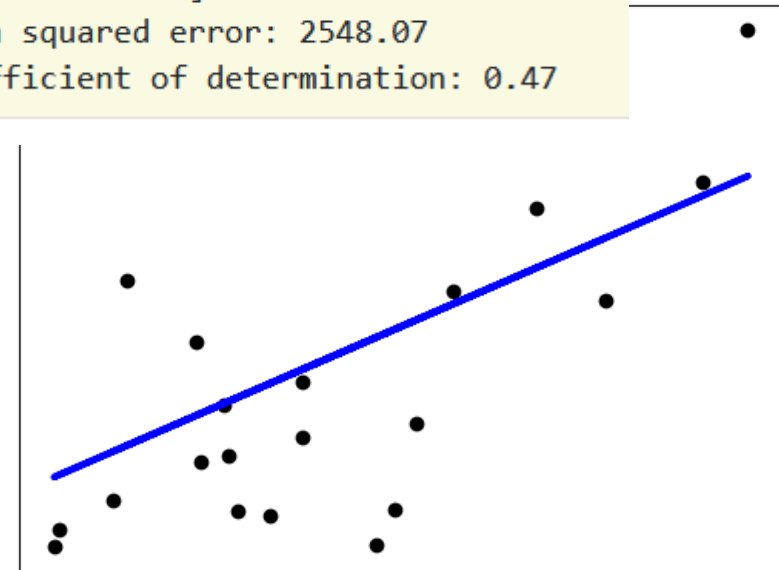 squared error: 2548.07
fficient of determination: 0.47